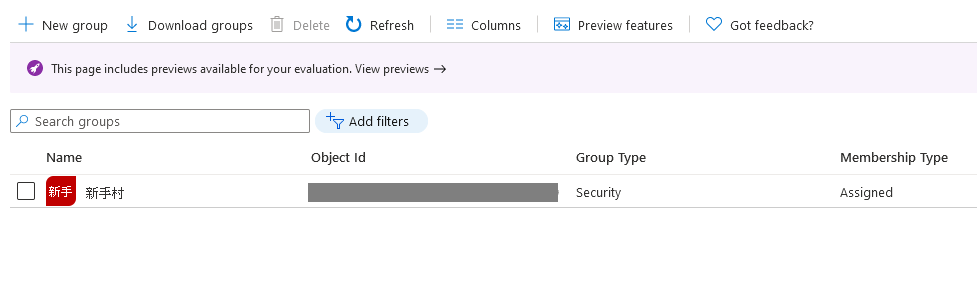 New group Download groups Delete Refresh Columns Preview features Got feedback?
This page includes previews available for your evaluation. View previews →
Search groups Add filters
Name Object Id Group Type Membership Type
新手 新手村 Security Assigned